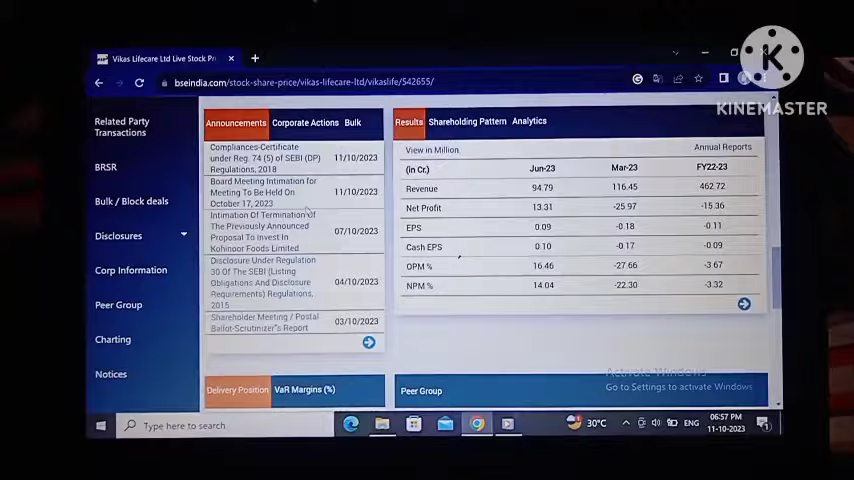 Vikas Lifecare Ltd Live Stock Pr
bseindia.com/stock-share-price/vikas-lifecare-ltd/vikaslife/542655/
KINEMASTER
Related Party
Transactions
BRSR
Bulk / Block deals
Disclosures
Corp Information
Peer Group
Charting
Notices
Announcements Corporate Actions Bulk
Compliances-Certificate
under Reg. 74 (5) of SEBI (DP)
Regulations, 2018
11/10/2023
Board Meeting Intimation for
Meeting To Be Held On
October 17, 2023
11/10/2023
Intimation Of Termination Of
The Previously Announced
Proposal To Invest In
Kohinoor Foods Limited
07/10/2023
Disclosure Under Regulation
30 Of The SEBI (Listing
Obligations And Disclosure
Requirements) Regulations,
2015
04/10/2023
Shareholder Meeting / Postal
Ballot-Scrutinizer"s Report
03/10/2023
Results Shareholding Pattern Analytics
View in Million Annual Reports
(in Cr.) Jun-23 Mar-23 FY22-23
Revenue 94.79 116.45 462.72
Net Profit 13.31 -25.97 -15.36
EPS 0.09 -0.18 -0.11
Cash EPS 0.10 -0.17 -0.09
OPM % 16.46 -27.66 -3.67
NPM % 14.04 -22.30 -3.32
Delivery Position VaR Margins (%)
Peer Group
Activate Windows
Go to Settings to activate Windows
Type here to search
30°C
ENG
06:57 PM
11-10-2023